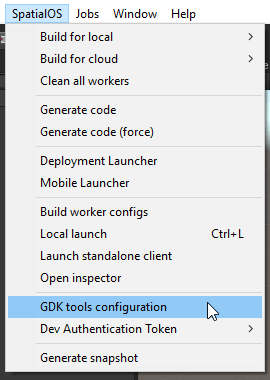 SpatialOS Jobs Window Help
Build for local
Build for cloud
Clean all workers
Generate code
Generate code (force)
Deployment Launcher
Mobile Launcher
Build worker configs
Local launch Ctrl+L
Launch standalone client
Open inspector
GDK tools configuration
Dev Authentication Token
Generate snapshot